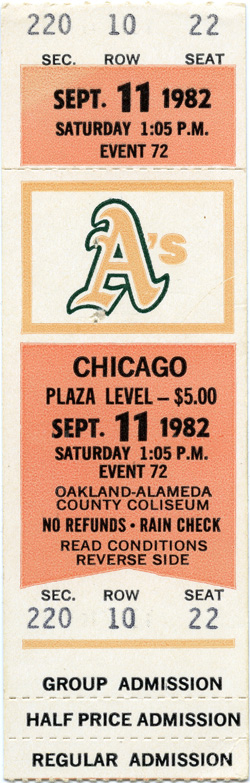 220 10 22
SEC. ROW SEAT
SEPT. 11 1982
SATURDAY 1:05 P.M.
EVENT 72
A's
CHICAGO
PLAZA LEVEL – $5.00
SEPT. 11 1982
SATURDAY 1:05 P.M.
EVENT 72
OAKLAND-ALAMEDA
COUNTY COLISEUM
NO REFUNDS • RAIN CHECK
READ CONDITIONS
REVERSE SIDE
SEC. ROW SEAT
220 10 22
GROUP ADMISSION
HALF PRICE ADMISSION
REGULAR ADMISSION